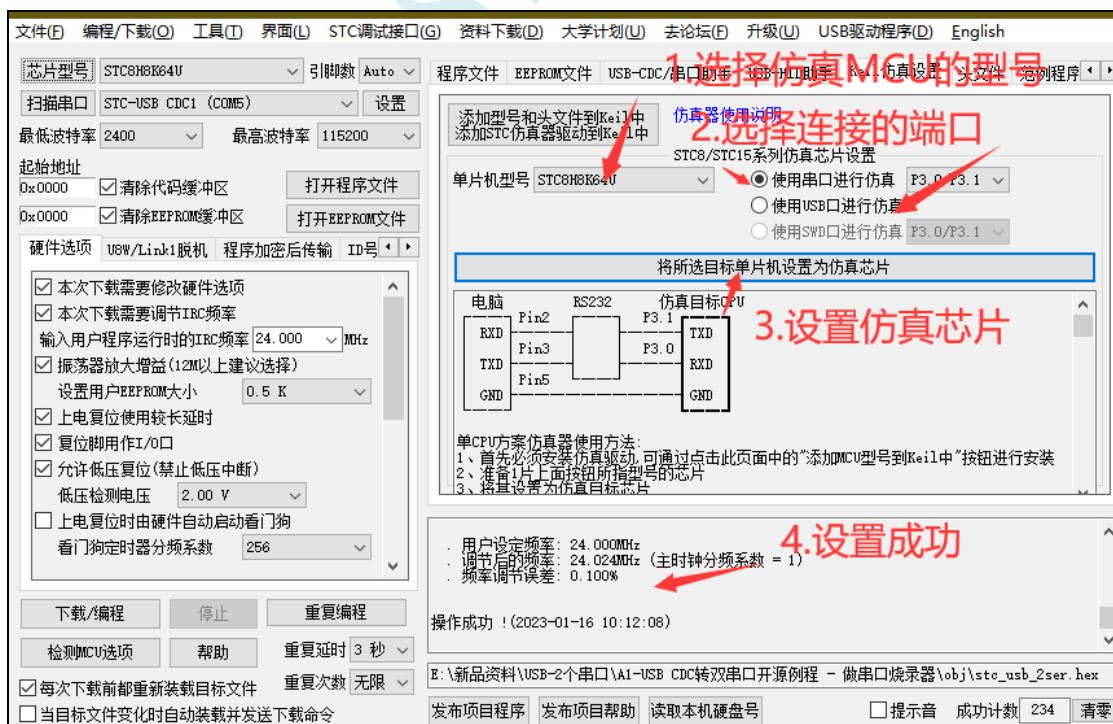 文件(F) 编程/下载(O) 工具(T) 界面(L) STC调试接口(G) 资料下载(D) 大学计划(U) 去论坛(F) 升级(U) USB驱动程序(D) English
芯片型号 STC8H8K64U 引脚数 Auto
扫描串口 STC-USB CDC1 (COM5) 设置
最低波特率 2400 最高波特率 115200
起始地址
0x0000 清除代码缓冲区 打开程序文件
0x0000 清除EEPROM缓冲区 打开EEPROM文件
硬件选项 U8W/Link1脱机 程序加密后传输 ID号
本次下载需要修改硬件选项
本次下载需要调节IRC频率
输入用户程序运行时的IRC频率 24.000 MHz
振荡器放大增益(12M以上建议选择)
设置用户EEPROM大小 0.5 K
上电复位使用较长延时
复位脚用作I/O口
允许低压复位(禁止低压中断)
低压检测电压 2.00 V
上电复位时由硬件自动启动看门狗
看门狗定时器分频系数 256
下载/编程 停止 重复编程
检测MCU选项 帮助 重复延时 3 秒
每次下载前都重新装载目标文件 重复次数 无限
当目标文件变化时自动装载并发送下载命令
程序文件 EEPROM文件 USB-CDC/串口助手 USB-HID助手 Keil仿真设置 头文件 范例程序
1.选择仿真MCU的型号
添加型号和头文件到Keil中
添加STC仿真器驱动到Keil中
仿真器使用说明
2.选择连接的端口
STC8/STC15系列仿真芯片设置
单片机型号 STC8H8K64U 使用串口进行仿真 P3.0/P3.1
使用USB口进行仿真
使用SWD口进行仿真 P3.0/P3.1
将所选目标单片机设置为仿真芯片
3.设置仿真芯片
电脑 RS232 仿真目标CPU
RXD Pin2 P3.1 TXD
TXD Pin3 P3.0 RXD
GND Pin5 GND
单CPU方案仿真器使用方法:
1、首先必须安装仿真驱动,可通过点击此页面中的"添加MCU型号到Keil中"按钮进行安装
2、准备1片上面按钮所指型号的芯片
3、将其设置为仿真目标芯片
4.设置成功
. 用户设定频率: 24.000MHz
. 调节后的频率: 24.024MHz (主时钟分频系数 = 1)
. 频率调节误差: 0.100%
操作成功 !(2023-01-16 10:12:08)
E:\新品资料\USB-2个串口\A1-USB CDC转双串口开源例程 - 做串口烧录器\obj\stc_usb_2ser.hex
发布项目程序 发布项目帮助 读取本机硬盘号 提示音 成功计数 234 清零